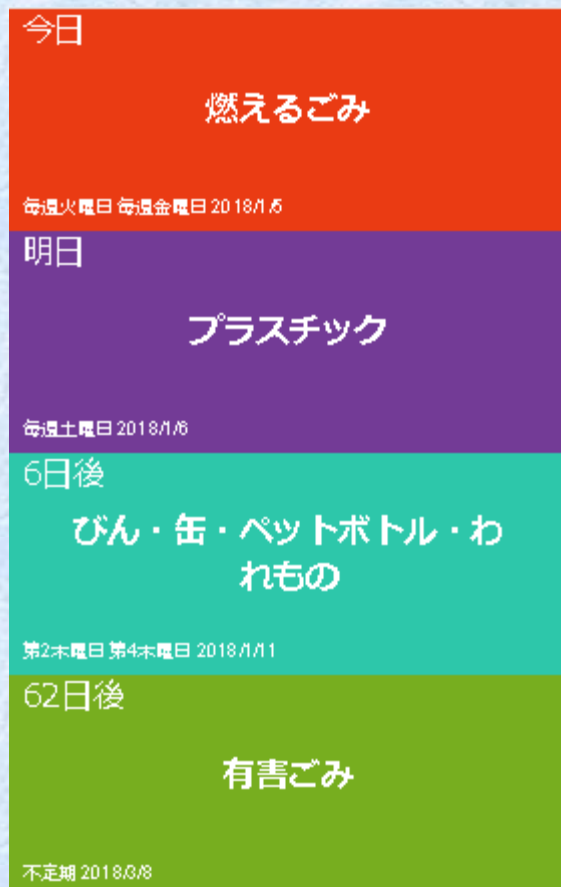 今日
燃えるごみ
毎週火曜日 毎週金曜日 2018/1/5
明日
プラスチック
毎週土曜日 2018/1/6
6日後
びん・缶・ペットボトル・わ
れもの
第2木曜日 第4木曜日 2018/1/11
62日後
有害ごみ
不定期 2018/3/8